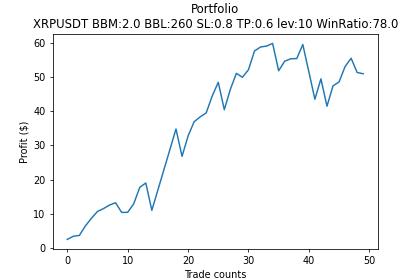 Portfolio
XRPUSDT BBM:2.0 BBL:260 SL:0.8 TP:0.6 lev:10 WinRatio:78.0
60
50
40
30
20
10
0
Profit ($)
0 10 20 30 40 50
Trade counts